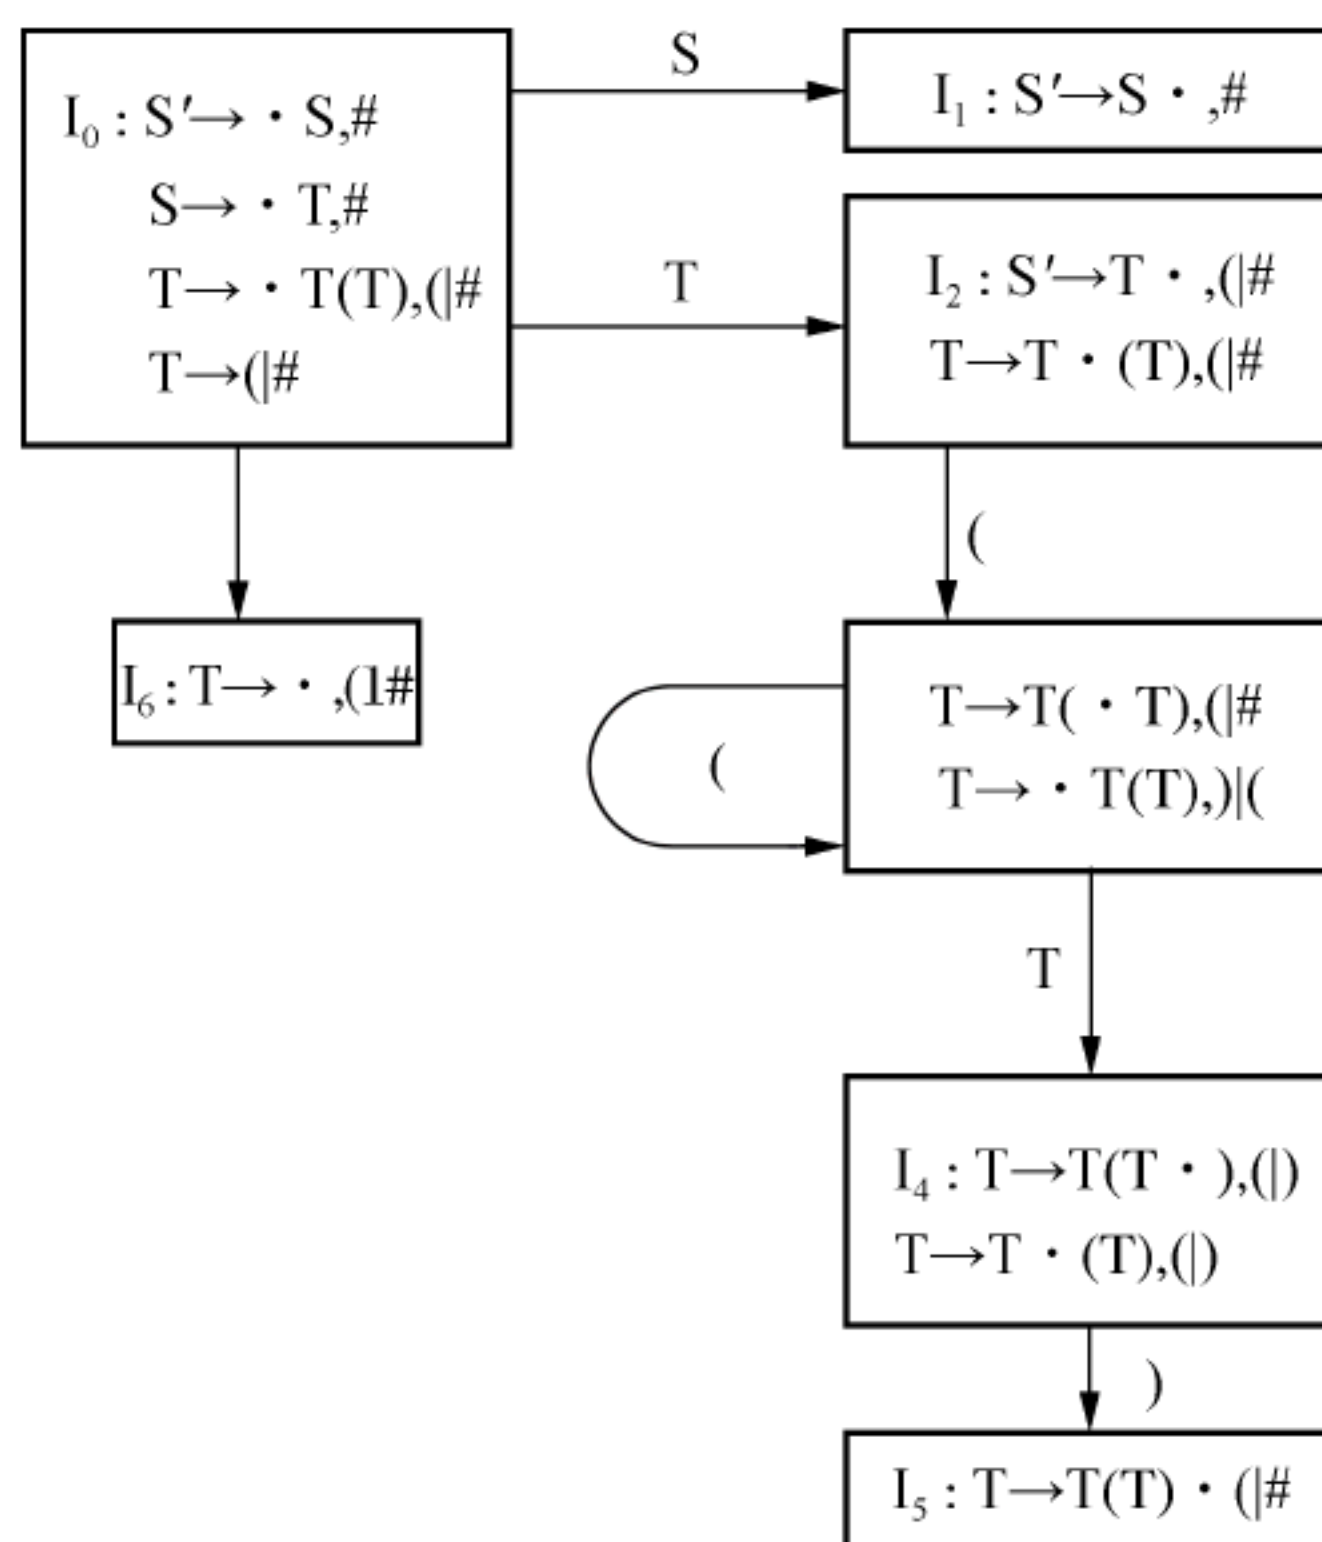 I₀ : S′→ · S,#
S→ · T,#
T→ · T(T),(|#
T→(|#
S
I₁ : S′→S · ,#
T
I₂ : S′→T · ,(|#
T→T · (T),(|#
(
I₆ : T→ · ,(1#
(
T→T( · T),(|#
T→ · T(T),)|(
T
I₄ : T→T(T · ),(|)
T→T · (T),(|)
)
I₅ : T→T(T) · (|#